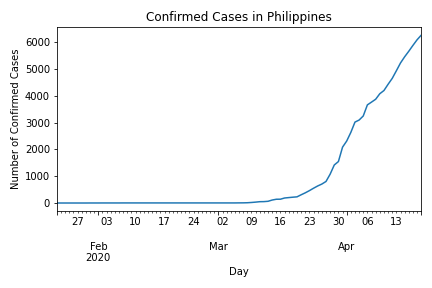 Confirmed Cases in Philippines
Number of Confirmed Cases
6000
5000
4000
3000
2000
1000
0
27 03 10 17 24 02 09 16 23 30 06 13
Feb Mar Apr
2020
Day